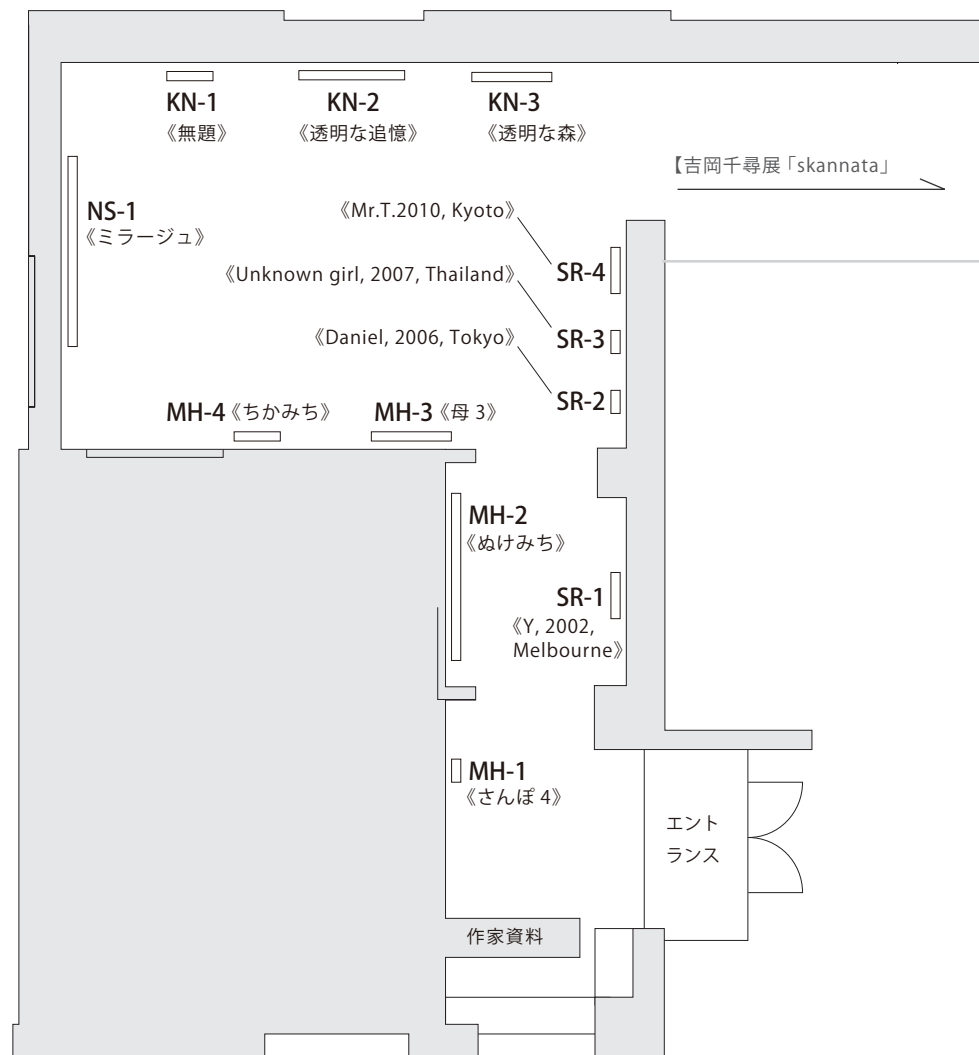 KN-1
《無題》
KN-2
《透明な追憶》
KN-3
《透明な森》
【吉岡千尋展「skannata」
NS-1
《ミラージュ》
《Mr.T.2010, Kyoto》
SR-4
《Unknown girl, 2007, Thailand》
SR-3
《Daniel, 2006, Tokyo》
SR-2
MH-4《ちかみち》
MH-3《母 3》
MH-2
《ぬけみち》
SR-1
《Y, 2002,
Melbourne》
MH-1
《さんぽ 4》
エント
ランス
作家資料